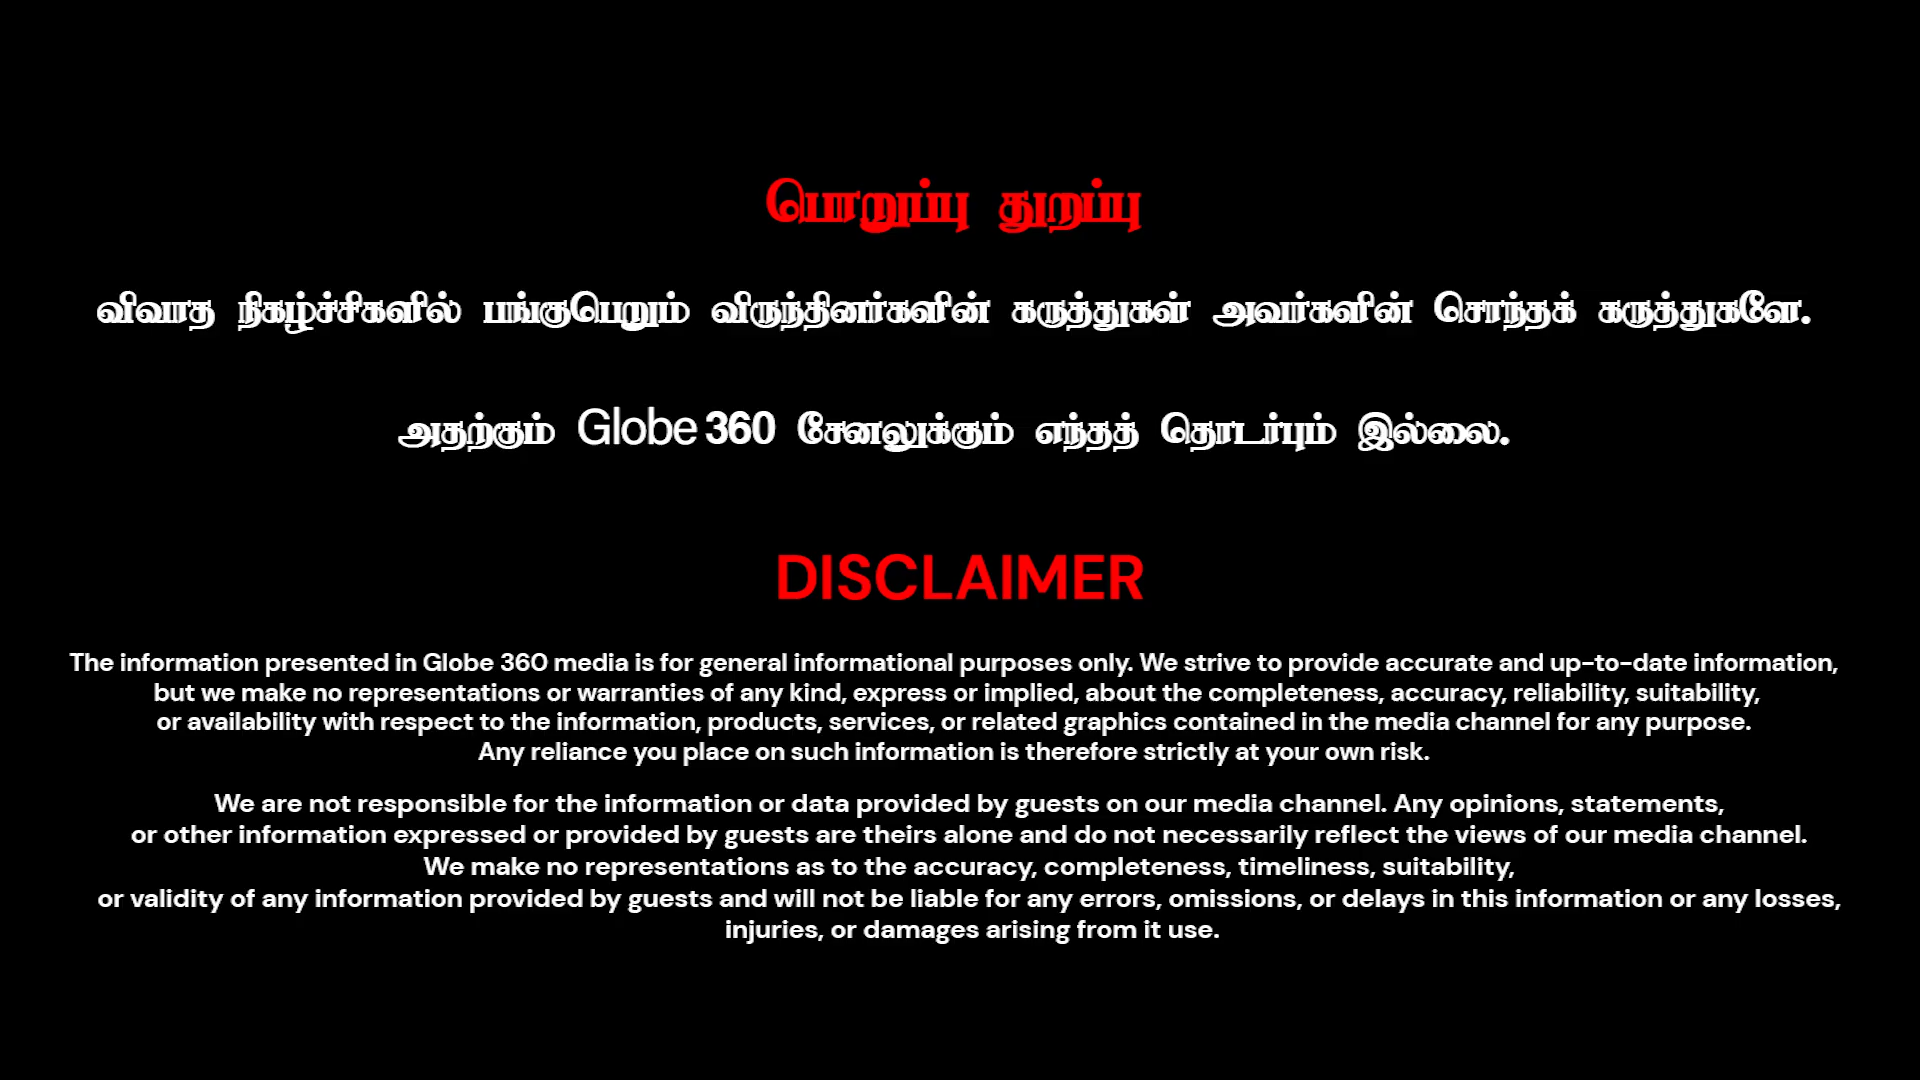 பொறுப்பு துறப்பு
விவாத நிகழ்ச்சிகளில் பங்குபெறும் விருந்தினர்களின் கருத்துகள் அவர்களின் சொந்தக் கருத்துகளே.
அதற்கும் Globe 360 சேனலுக்கும் எந்தத் தொடர்பும் இல்லை.
DISCLAIMER
The information presented in Globe 360 media is for general informational purposes only. We strive to provide accurate and up-to-date information,
but we make no representations or warranties of any kind, express or implied, about the completeness, accuracy, reliability, suitability,
or availability with respect to the information, products, services, or related graphics contained in the media channel for any purpose.
Any reliance you place on such information is therefore strictly at your own risk.
We are not responsible for the information or data provided by guests on our media channel. Any opinions, statements,
or other information expressed or provided by guests are theirs alone and do not necessarily reflect the views of our media channel.
We make no representations as to the accuracy, completeness, timeliness, suitability,
or validity of any information provided by guests and will not be liable for any errors, omissions, or delays in this information or any losses,
injuries, or damages arising from it use.